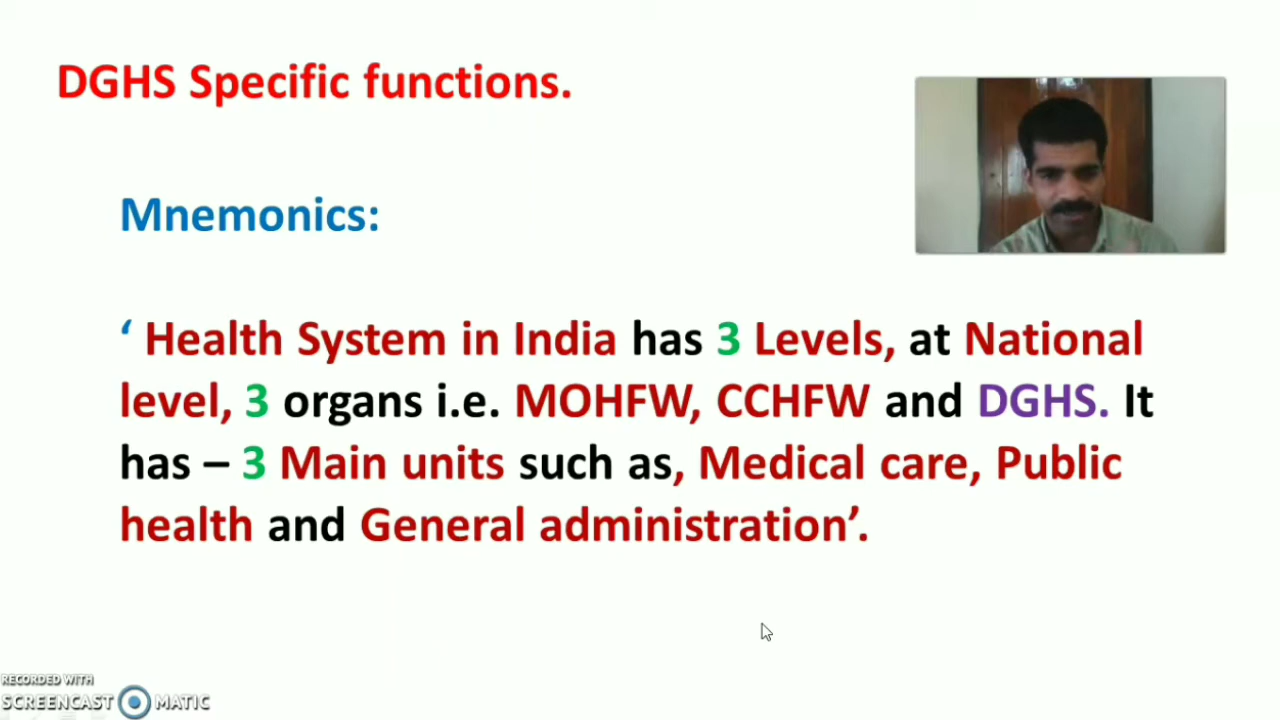 DGHS Specific functions.
Mnemonics:
‘ Health System in India has 3 Levels, at National
level, 3 organs i.e. MOHFW, CCHFW and DGHS. It
has – 3 Main units such as, Medical care, Public
health and General administration’.
RECORDED WITH
SCREENCAST MATIC